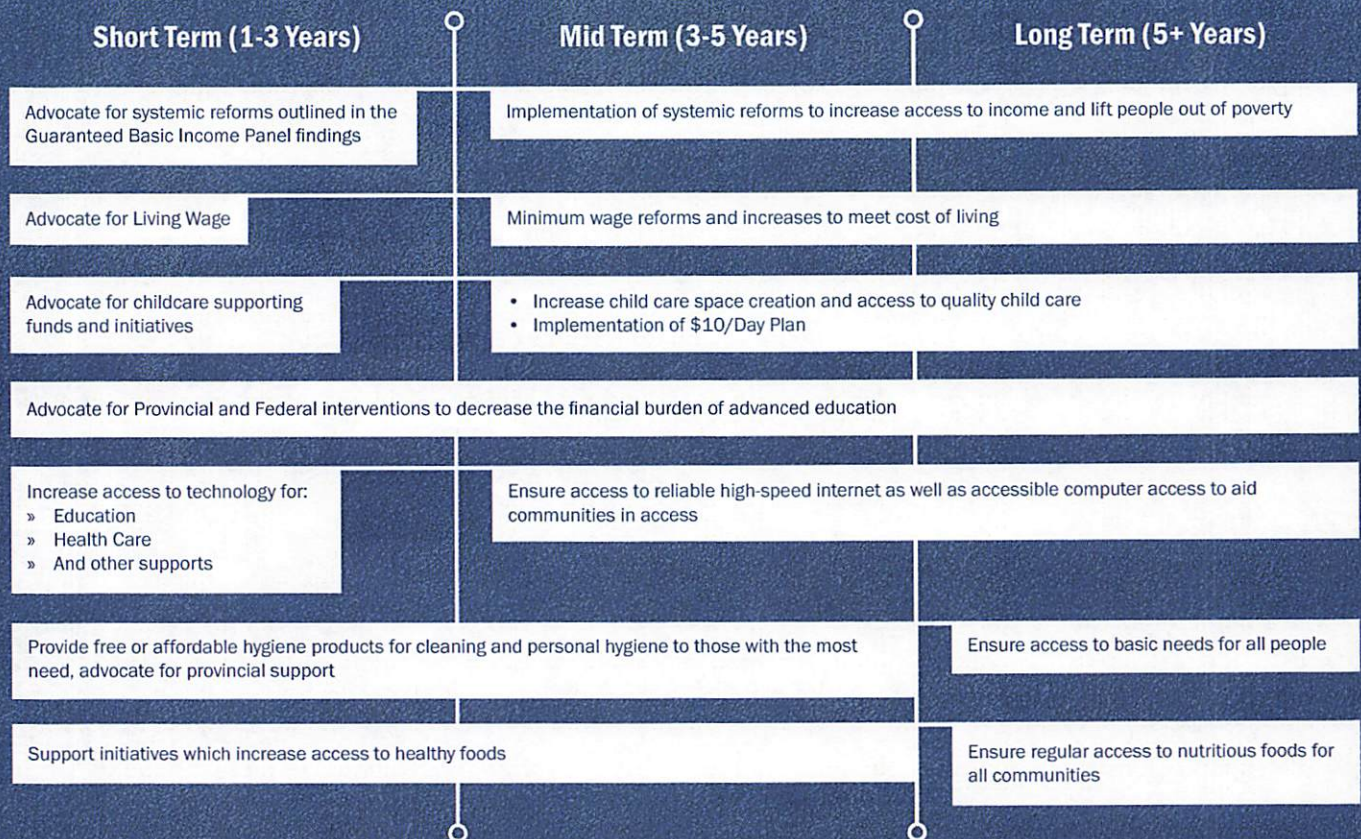 Short Term (1-3 Years)
Mid Term (3-5 Years)
Long Term (5+ Years)
Advocate for systemic reforms outlined in the
Guaranteed Basic Income Panel findings
Implementation of systemic reforms to increase access to income and lift people out of poverty
Advocate for Living Wage
Minimum wage reforms and increases to meet cost of living
Advocate for childcare supporting
funds and initiatives
• Increase child care space creation and access to quality child care
• Implementation of $10/Day Plan
Advocate for Provincial and Federal interventions to decrease the financial burden of advanced education
Increase access to technology for:
» Education
» Health Care
» And other supports
Ensure access to reliable high-speed internet as well as accessible computer access to aid
communities in access
Provide free or affordable hygiene products for cleaning and personal hygiene to those with the most
need, advocate for provincial support
Ensure access to basic needs for all people
Support initiatives which increase access to healthy foods
Ensure regular access to nutritious foods for
all communities